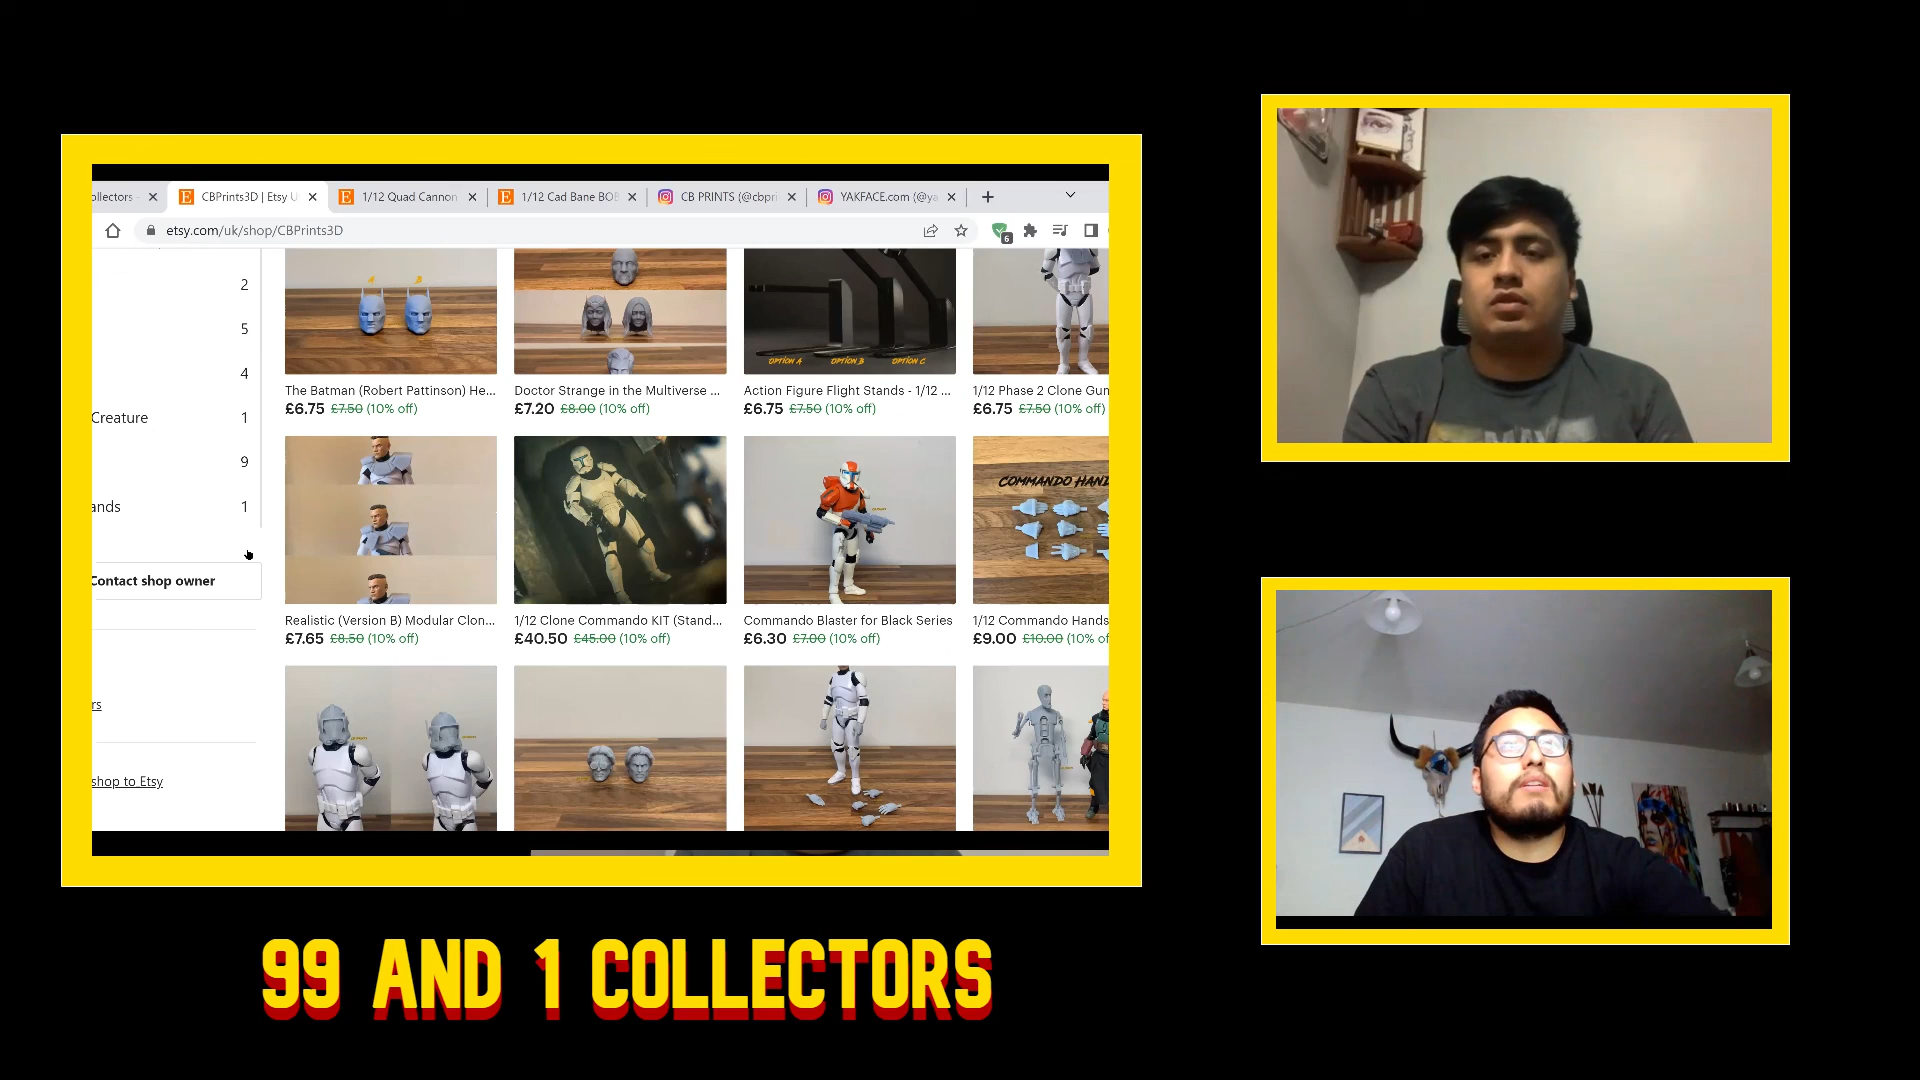 ollectors
CBPrints3D | Etsy U
1/12 Quad Cannon
1/12 Cad Bane BOB
CB PRINTS (@cbpri
YAKFACE.com (@ya
etsy.com/uk/shop/CBPrints3D
6
2
5
4
Creature 1
9
ands 1
Contact shop owner
rs
shop to Etsy
A B
OPTION A OPTION B OPTION C
The Batman (Robert Pattinson) He...
£6.75 £7.50 (10% off)
Doctor Strange in the Multiverse ...
£7.20 £8.00 (10% off)
Action Figure Flight Stands - 1/12 ...
£6.75 £7.50 (10% off)
1/12 Phase 2 Clone Gun
£6.75 £7.50 (10% off)
COMMANDO HAND
Realistic (Version B) Modular Clon...
£7.65 £8.50 (10% off)
1/12 Clone Commando KIT (Stand...
£40.50 £45.00 (10% off)
Commando Blaster for Black Series
£6.30 £7.00 (10% off)
1/12 Commando Hands
£9.00 £10.00 (10% of
99 AND 1 COLLECTORS